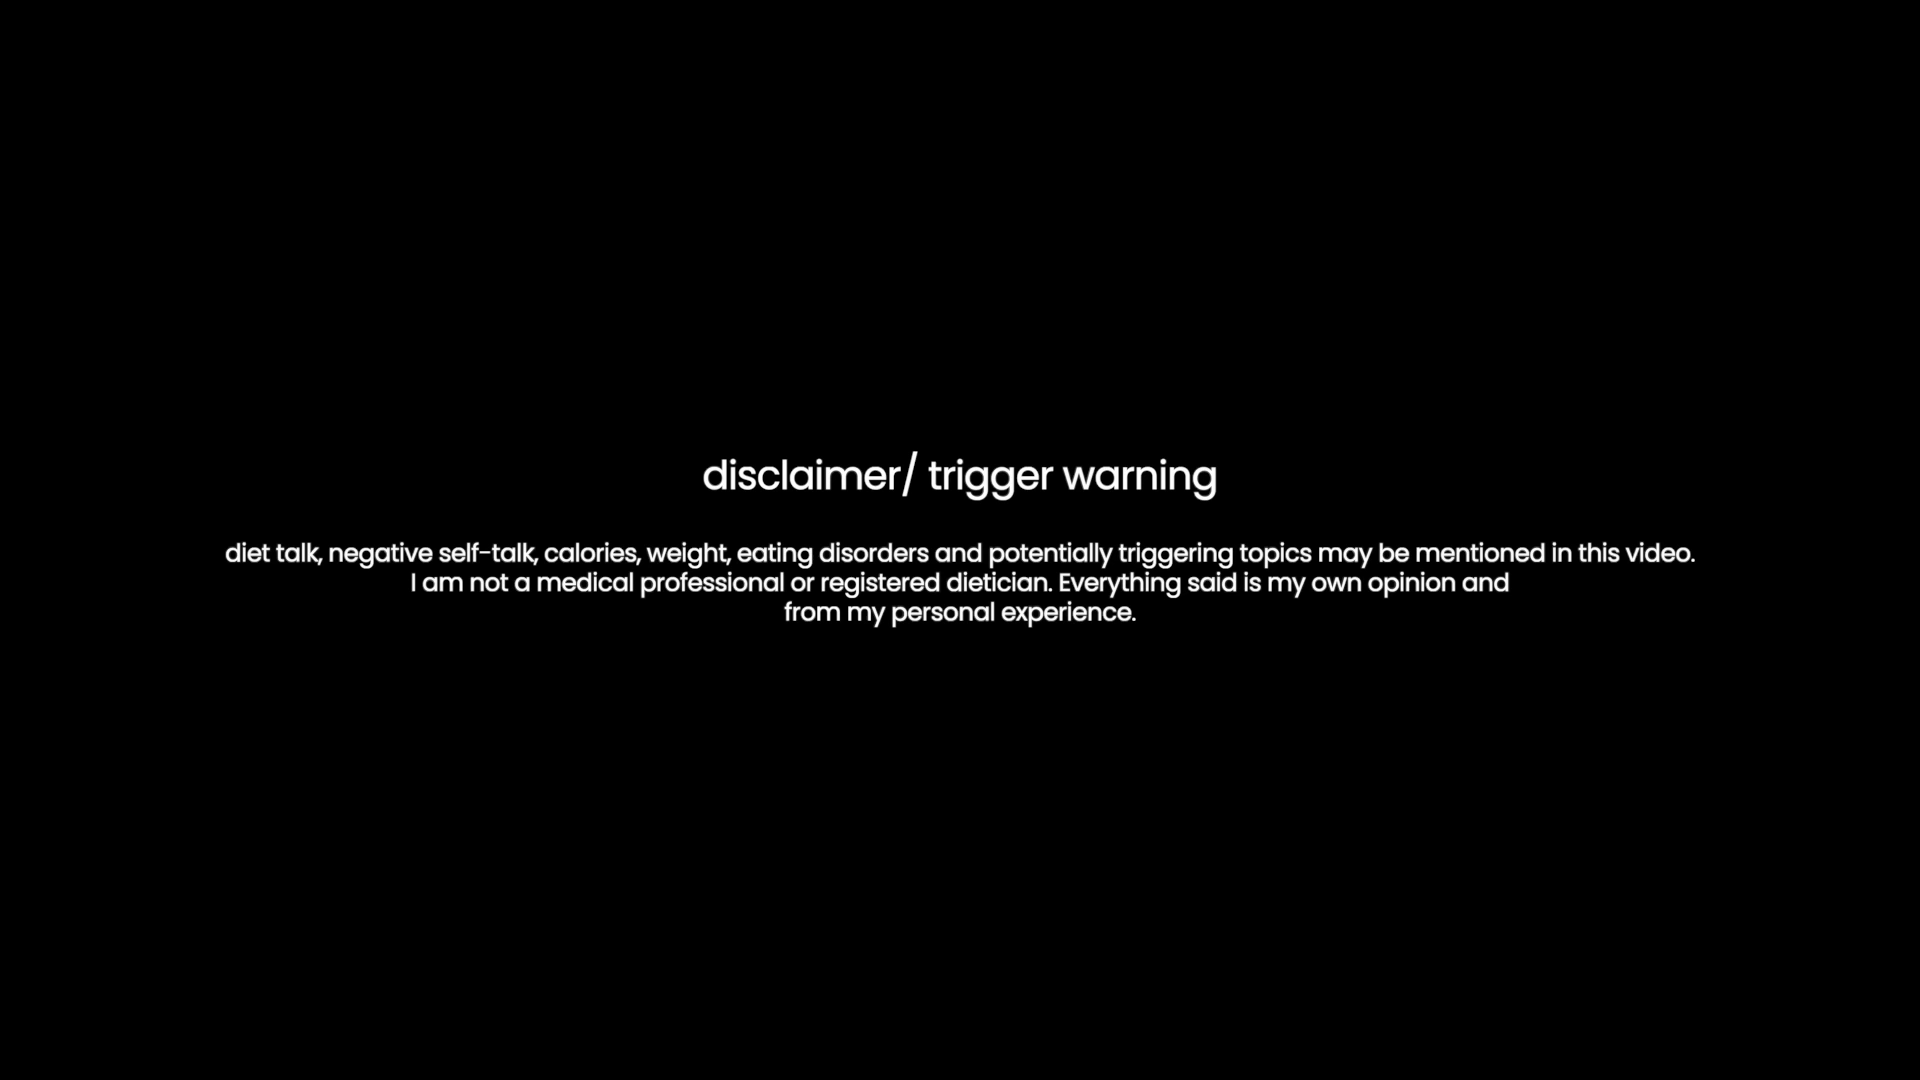 disclaimer/ trigger warning
diet talk, negative self-talk, calories, weight, eating disorders and potentially triggering topics may be mentioned in this video.
I am not a medical professional or registered dietician. Everything said is my own opinion and
from my personal experience.